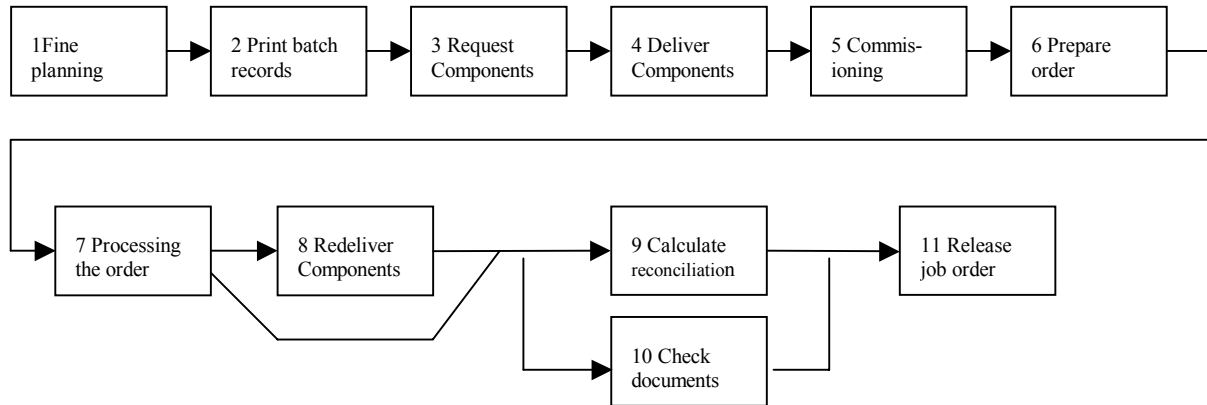 1Fine
planning
2 Print batch
records
3 Request
Components
4 Deliver
Components
5 Commis-
sioning
6 Prepare
order
7 Processing
the order
8 Redeliver
Components
9 Calculate
reconciliation
10 Check
documents
11 Release
job order